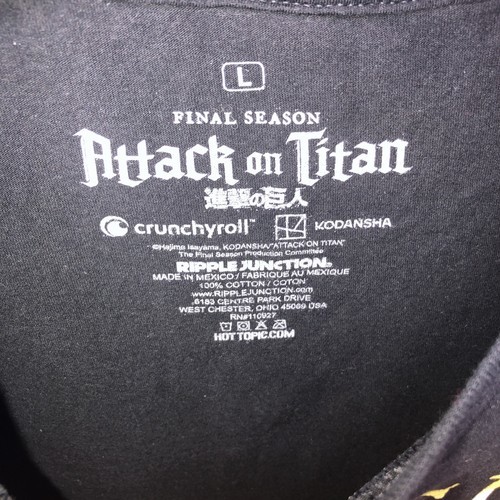 L
FINAL SEASON
Attack on Titan
進撃の巨人
crunchyroll™ KODANSHA
©Hajime Isayama, KODANSHA/"ATTACK ON TITAN"
The Final Season Production Committee
RIPPLE JUNCTION®
MADE IN MEXICO / FABRIQUE AU MEXIQUE
100% COTTON / COTON
www.RIPPLEJUNCTION.com
6183 CENTRE PARK DRIVE
WEST CHESTER, OHIO 45069 USA
RN#110927
HOTTOPIC.COM